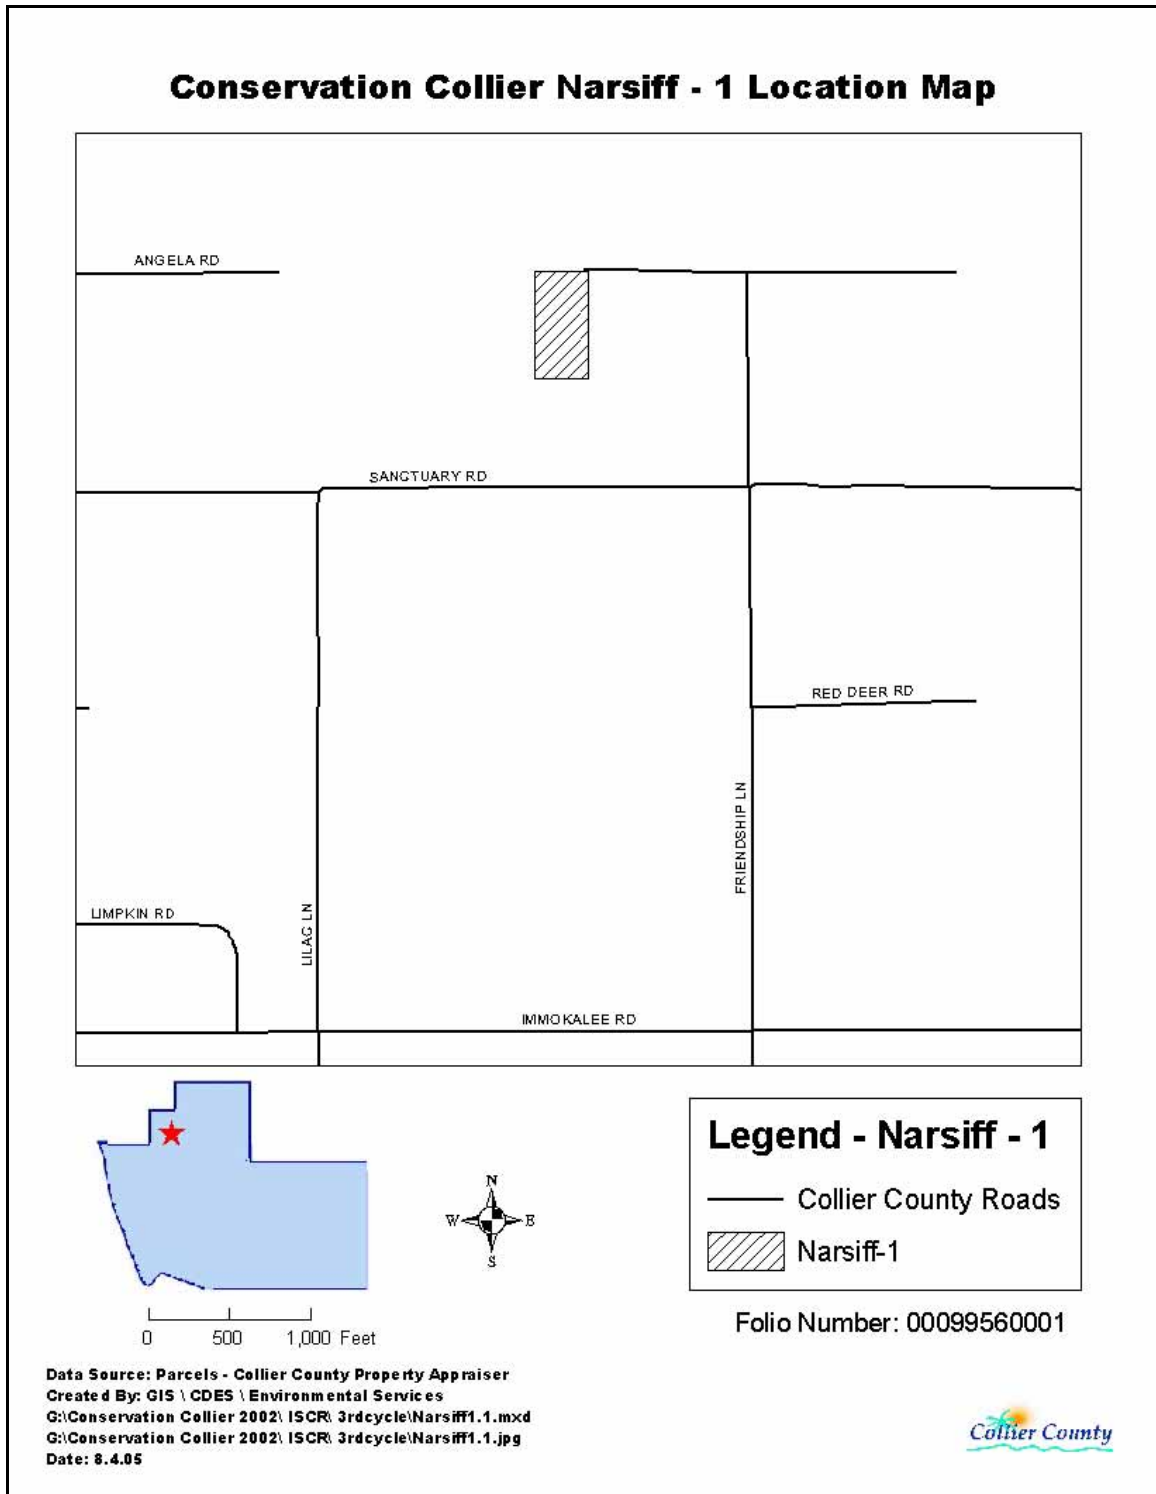 Conservation Collier Narsiff - 1 Location Map
ANGELA RD
SANCTUARY RD
RED DEER RD
FRIENDSHIP LN
LIMPKIN RD
LILAC LN
IMMOKALEE RD
N
W E
S
Legend - Narsiff - 1
Collier County Roads
Narsiff-1
0 500 1,000 Feet
Folio Number: 00099560001
Data Source: Parcels - Collier County Property Appraiser
Created By: GIS \ CDES \ Environmental Services
G:\Conservation Collier 2002\ ISCR\ 3rdcycle\Narsiff1.1.mxd
G:\Conservation Collier 2002\ ISCR\ 3rdcycle\Narsiff1.1.jpg
Date: 8.4.05
Collier County